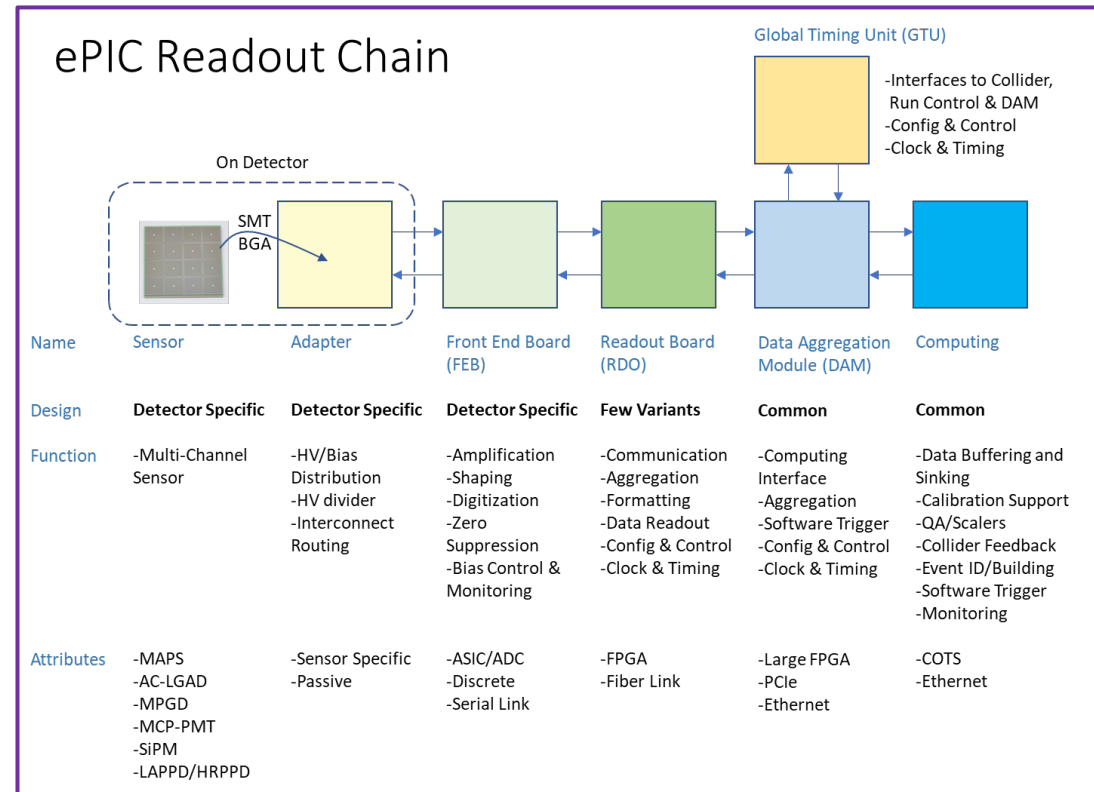 ePIC Readout Chain
Global Timing Unit (GTU)
-Interfaces to Collider,
Run Control & DAM
-Config & Control
-Clock & Timing
On Detector
SMT
BGA
Name
Sensor
Adapter
Front End Board
(FEB)
Readout Board
(RDO)
Data Aggregation
Module (DAM)
Computing
Design
Detector Specific
Detector Specific
Detector Specific
Few Variants
Common
Common
Function
-Multi-Channel
Sensor
-HV/Bias
Distribution
-HV divider
-Interconnect
Routing
-Amplification
-Shaping
-Digitization
-Zero
Suppression
-Bias Control &
Monitoring
-Communication
-Aggregation
-Formatting
-Data Readout
-Config & Control
-Clock & Timing
-Computing
Interface
-Aggregation
-Software Trigger
-Config & Control
-Clock & Timing
-Data Buffering and
Sinking
-Calibration Support
-QA/Scalers
-Collider Feedback
-Event ID/Building
-Software Trigger
-Monitoring
Attributes
-MAPS
-AC-LGAD
-MPGD
-MCP-PMT
-SiPM
-LAPPD/HRPPD
-Sensor Specific
-Passive
-ASIC/ADC
-Discrete
-Serial Link
-FPGA
-Fiber Link
-Large FPGA
-PCIe
-Ethernet
-COTS
-Ethernet